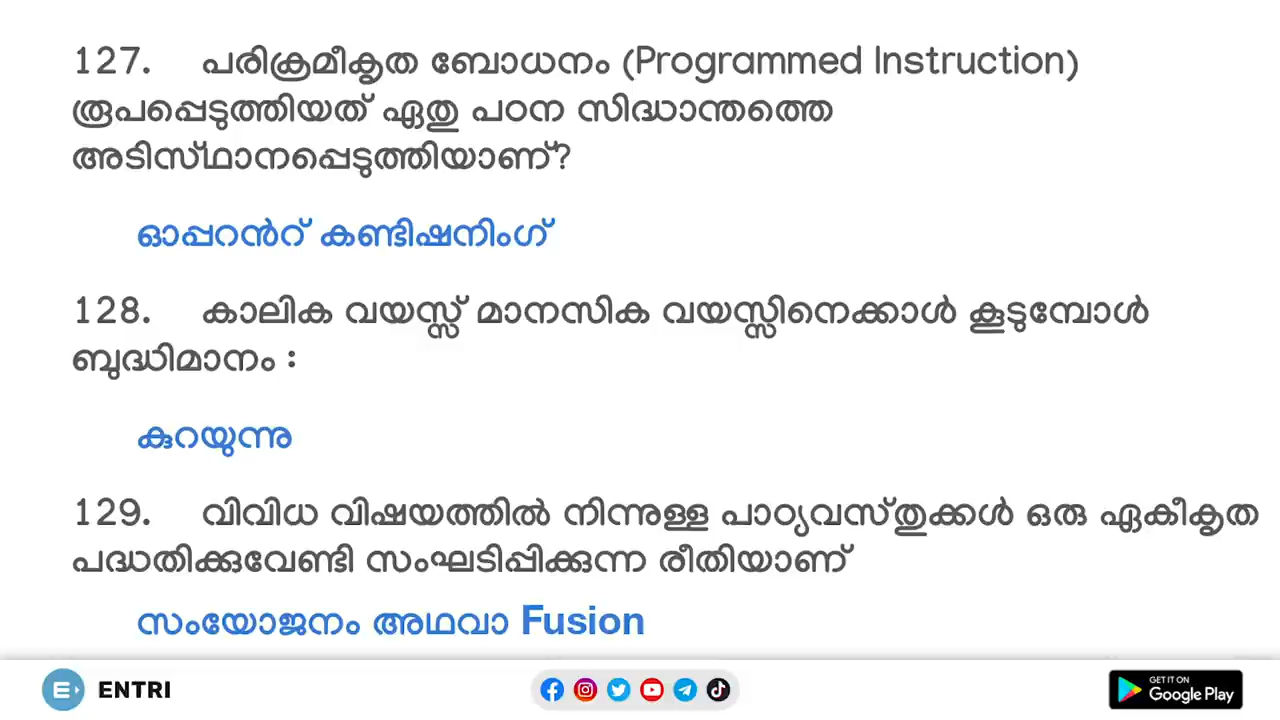 127. പരിക്രമീകൃത ബോധനം (Programmed Instruction)
രൂപപ്പെടുത്തിയത് ഏതു പഠന സിദ്ധാന്തത്തെ
അടിസ്ഥാനപ്പെടുത്തിയാണ്?
ഓപ്പറൻറ് കണ്ടിഷനിംഗ്
128. കാലിക വയസ്സ് മാനസിക വയസ്സിനെക്കാൾ കൂടുമ്പോൾ
ബുദ്ധിമാനം :
കുറയുന്നു
129. വിവിധ വിഷയത്തിൽ നിന്നുള്ള പാഠ്യവസ്തുക്കൾ ഒരു ഏകീകൃത
പദ്ധതിക്കുവേണ്ടി സംഘടിപ്പിക്കുന്ന രീതിയാണ്
സംയോജനം അഥവാ Fusion
E ENTRI
GET IT ON
Google Play